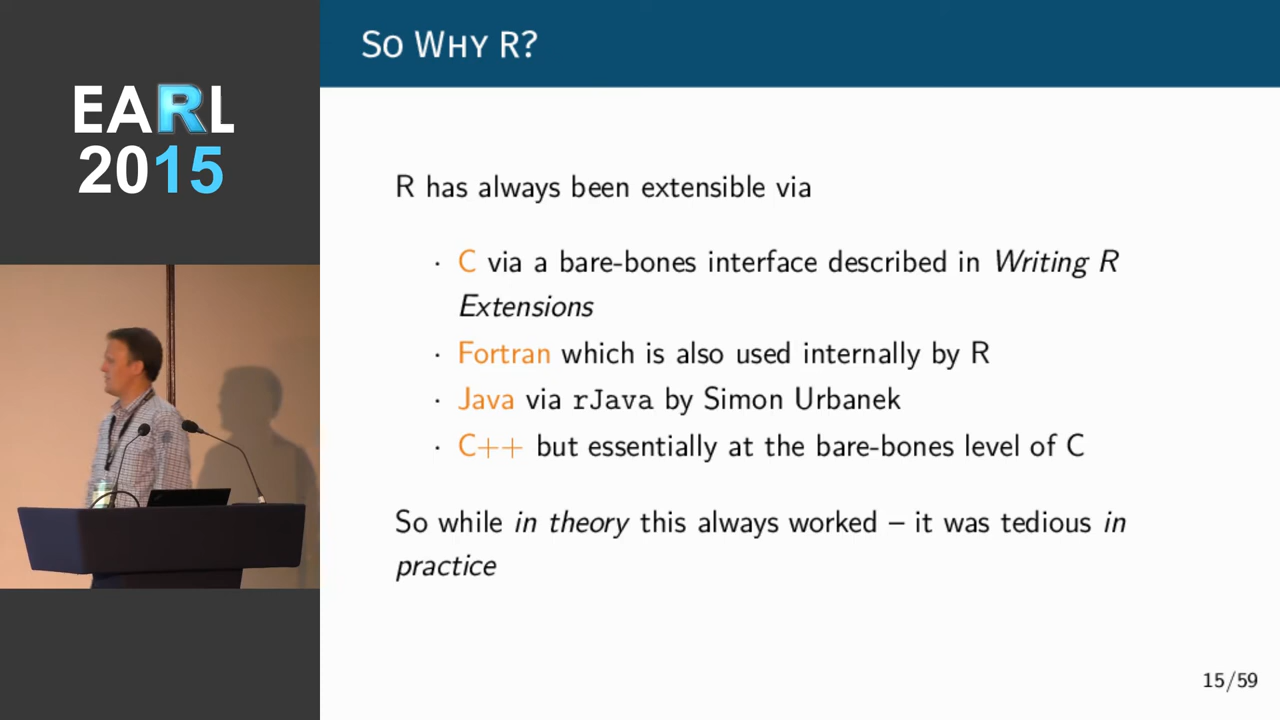 EARL
2015
So Why R?
R has always been extensible via
· C via a bare-bones interface described in Writing R
Extensions
· Fortran which is also used internally by R
· Java via rJava by Simon Urbanek
· C++ but essentially at the bare-bones level of C
So while in theory this always worked – it was tedious in
practice
15/59